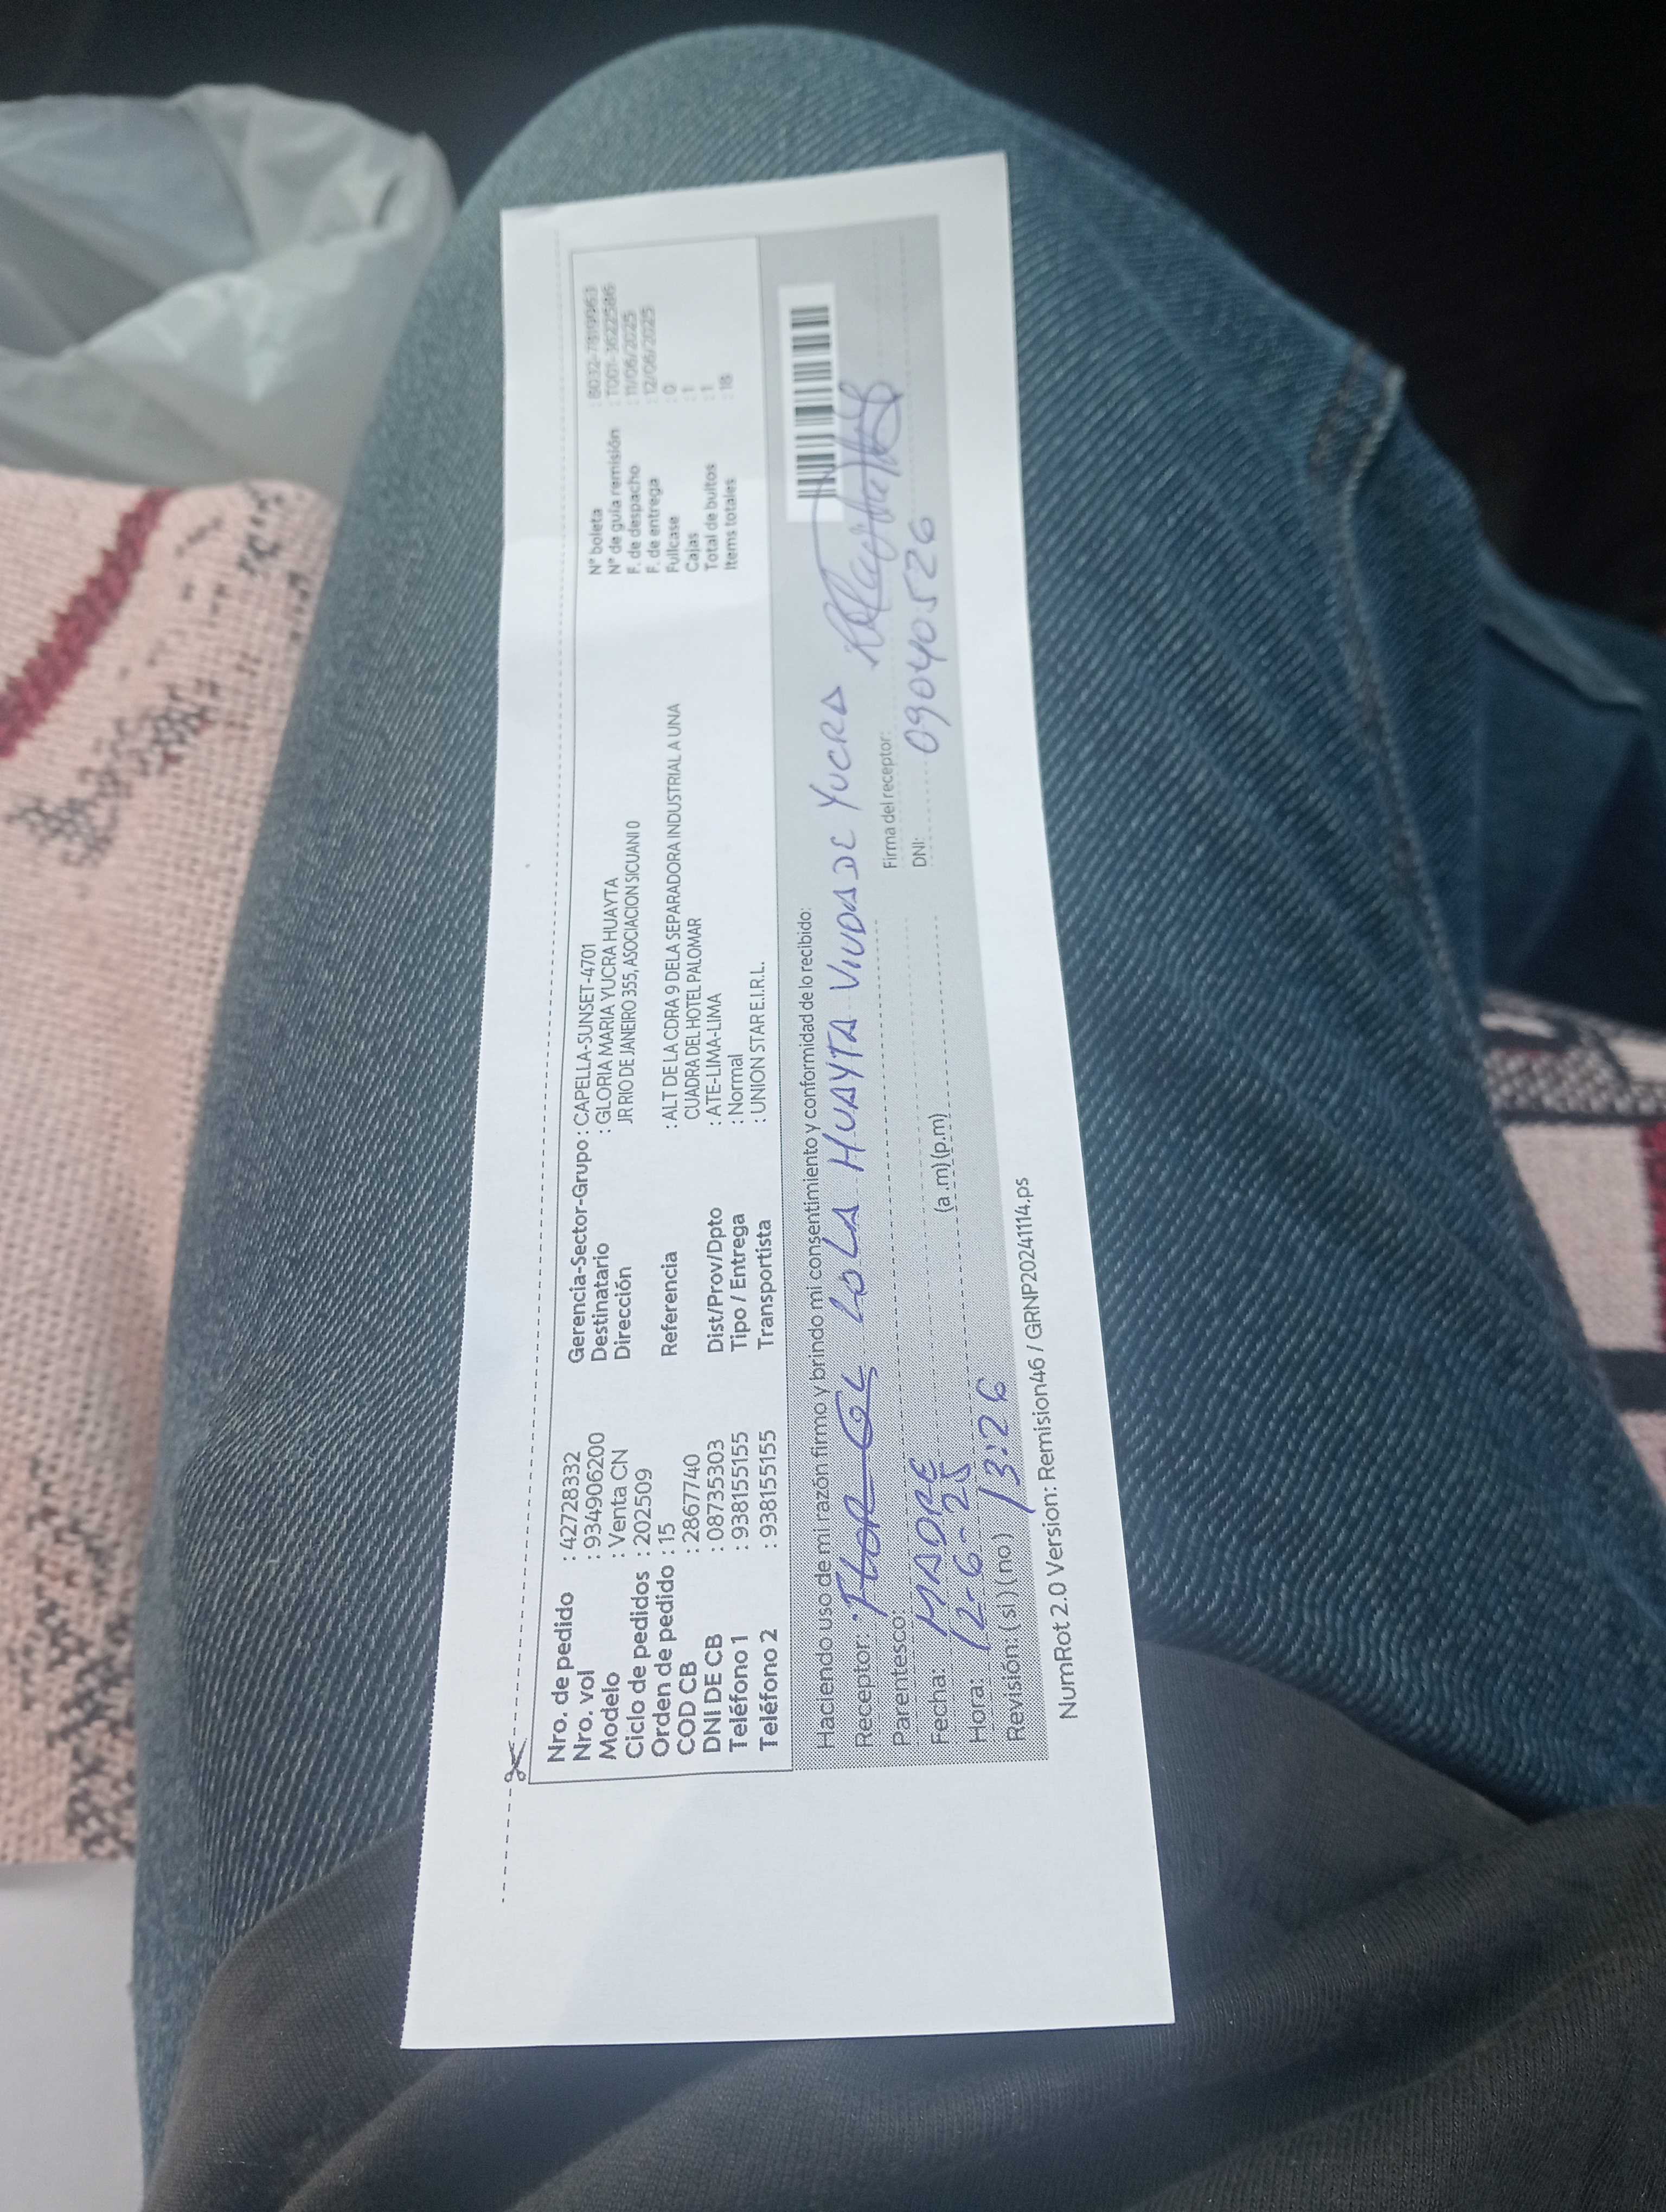 Nro. de pedido : 42728332
Nro. vol : 934906200
Modelo : Venta CN
Ciclo de pedidos : 202509
Orden de pedido : 15
COD CB : 2867740
DNI DE CB : 08735303
Teléfono 1 : 938155155
Teléfono 2 : 938155155
Gerencia-Sector-Grupo : CAPELLA-SUNSET-4701
Destinatario : GLORIA MARIA YUCRA HUAYTA
Dirección JR RIO DE JANEIRO 355, ASOCIACION SICUANI 0
Referencia : ALT DE LA CDRA 9 DELA SEPARADORA INDUSTRIAL A UNA
CUADRA DEL HOTEL PALOMAR
Dist/Prov/Dpto : ATE-LIMA-LIMA
Tipo / Entrega : Normal
Transportista : UNION STAR E.I.R.L.
N° boleta
N° de guía remisión : T001-3622586
F. de despacho : 11/06/2025
F. de entrega : 12/06/2025
Fullcase : 0
Cajas : 1
Total de bultos : 1
Items totales : 18
Haciendo uso de mi razón firmo y brindo mi consentimiento y conformidad de lo recibido:
Receptor: LOLA HUAYTA VIUDA DE YUCRA
Parentesco: MADRE
Fecha: 12-6-25
Hora: 13:26 (a .m) (p.m)
Revisión: (si) (no)
Firma del receptor:
DNI: 09040526
NumRot 2.0 Version: Remision46 / GRNP20241114.ps